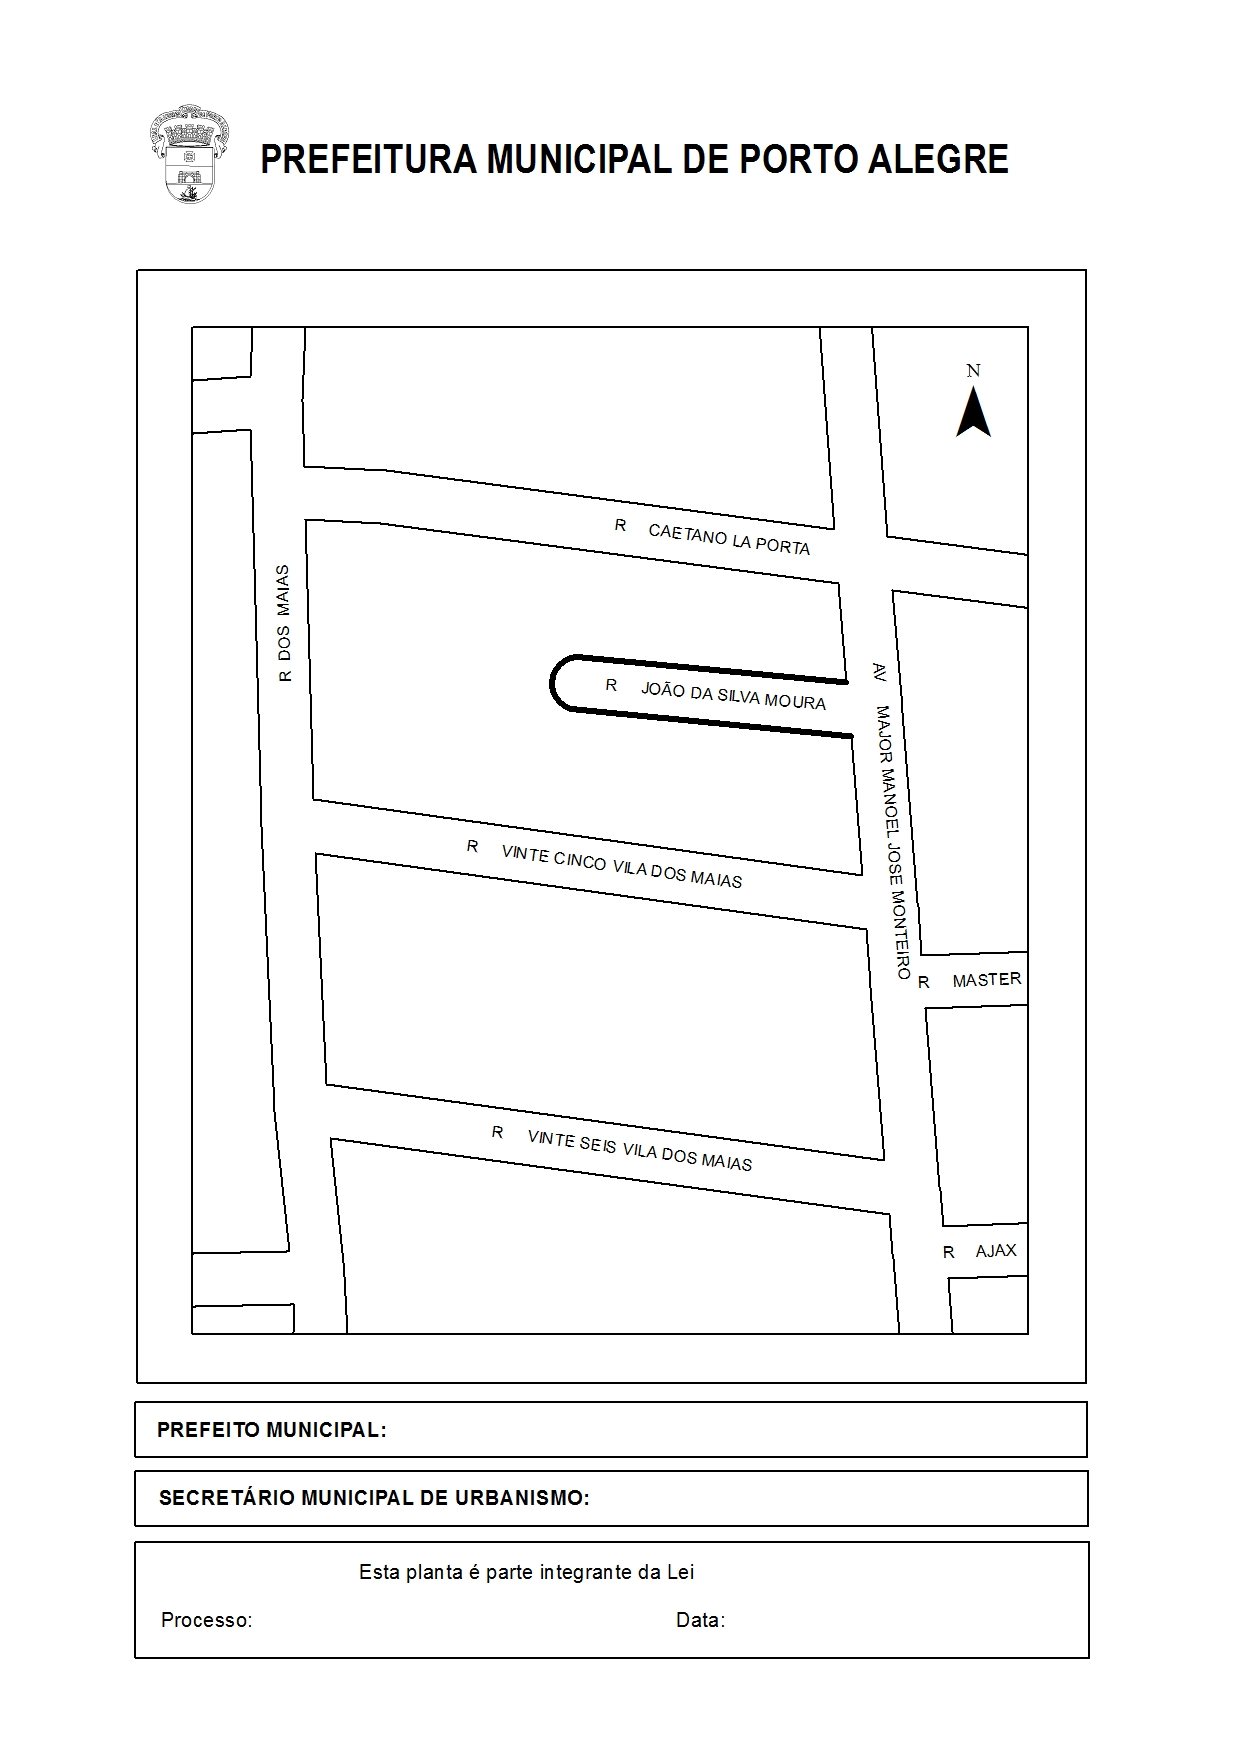 PREFEITURA MUNICIPAL DE PORTO ALEGRE
N
R CAETANO LA PORTA
R DOS MAIAS
R JOÃO DA SILVA MOURA
AV MAJOR MANOEL JOSE MONTEIRO
R VINTE CINCO VILA DOS MAIAS
R MASTER
R VINTE SEIS VILA DOS MAIAS
R AJAX
PREFEITO MUNICIPAL:
SECRETÁRIO MUNICIPAL DE URBANISMO:
Esta planta é parte integrante da Lei
Processo: Data: